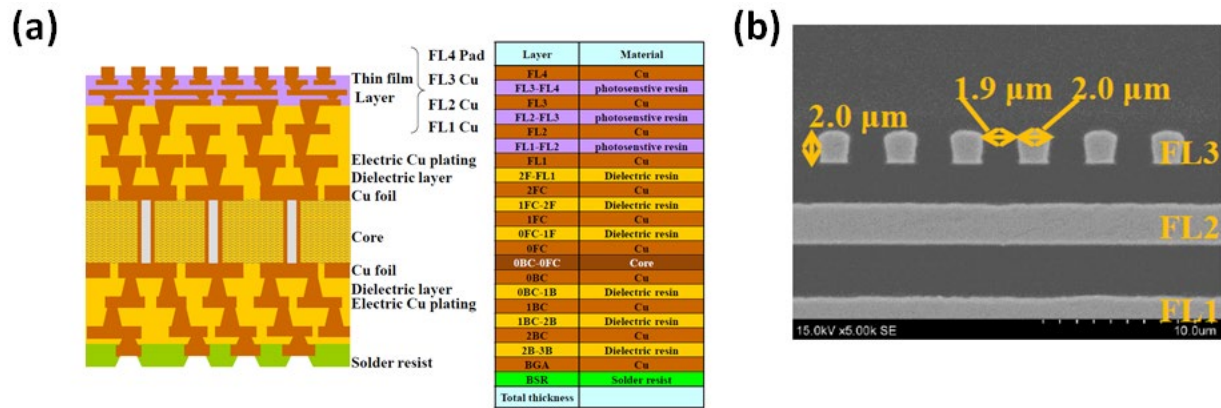 (a)
Thin film
Layer
FL4 Pad
FL3 Cu
FL2 Cu
FL1 Cu
Electric Cu plating
Dielectric layer
Cu foil
Core
Cu foil
Dielectric layer
Electric Cu plating
Solder resist
Layer Material
FL4 Cu
FL3-FL4 photosenstive resin
FL3 Cu
FL2-FL3 photosenstive resin
FL2 Cu
FL1-FL2 photosenstive resin
FL1 Cu
2F-FL1 Dielectric resin
2FC Cu
1FC-2F Dielectric resin
1FC Cu
0FC-1F Dielectric resin
0FC Cu
0BC-0FC Core
0BC Cu
0BC-1B Dielectric resin
1BC Cu
1BC-2B Dielectric resin
2BC Cu
2B-3B Dielectric resin
BGA Cu
BSR Solder resist
Total thickness
(b)
1.9 µm 2.0 µm
2.0 µm
FL3
FL2
FL1
15.0kV x5.00k SE 10.0um